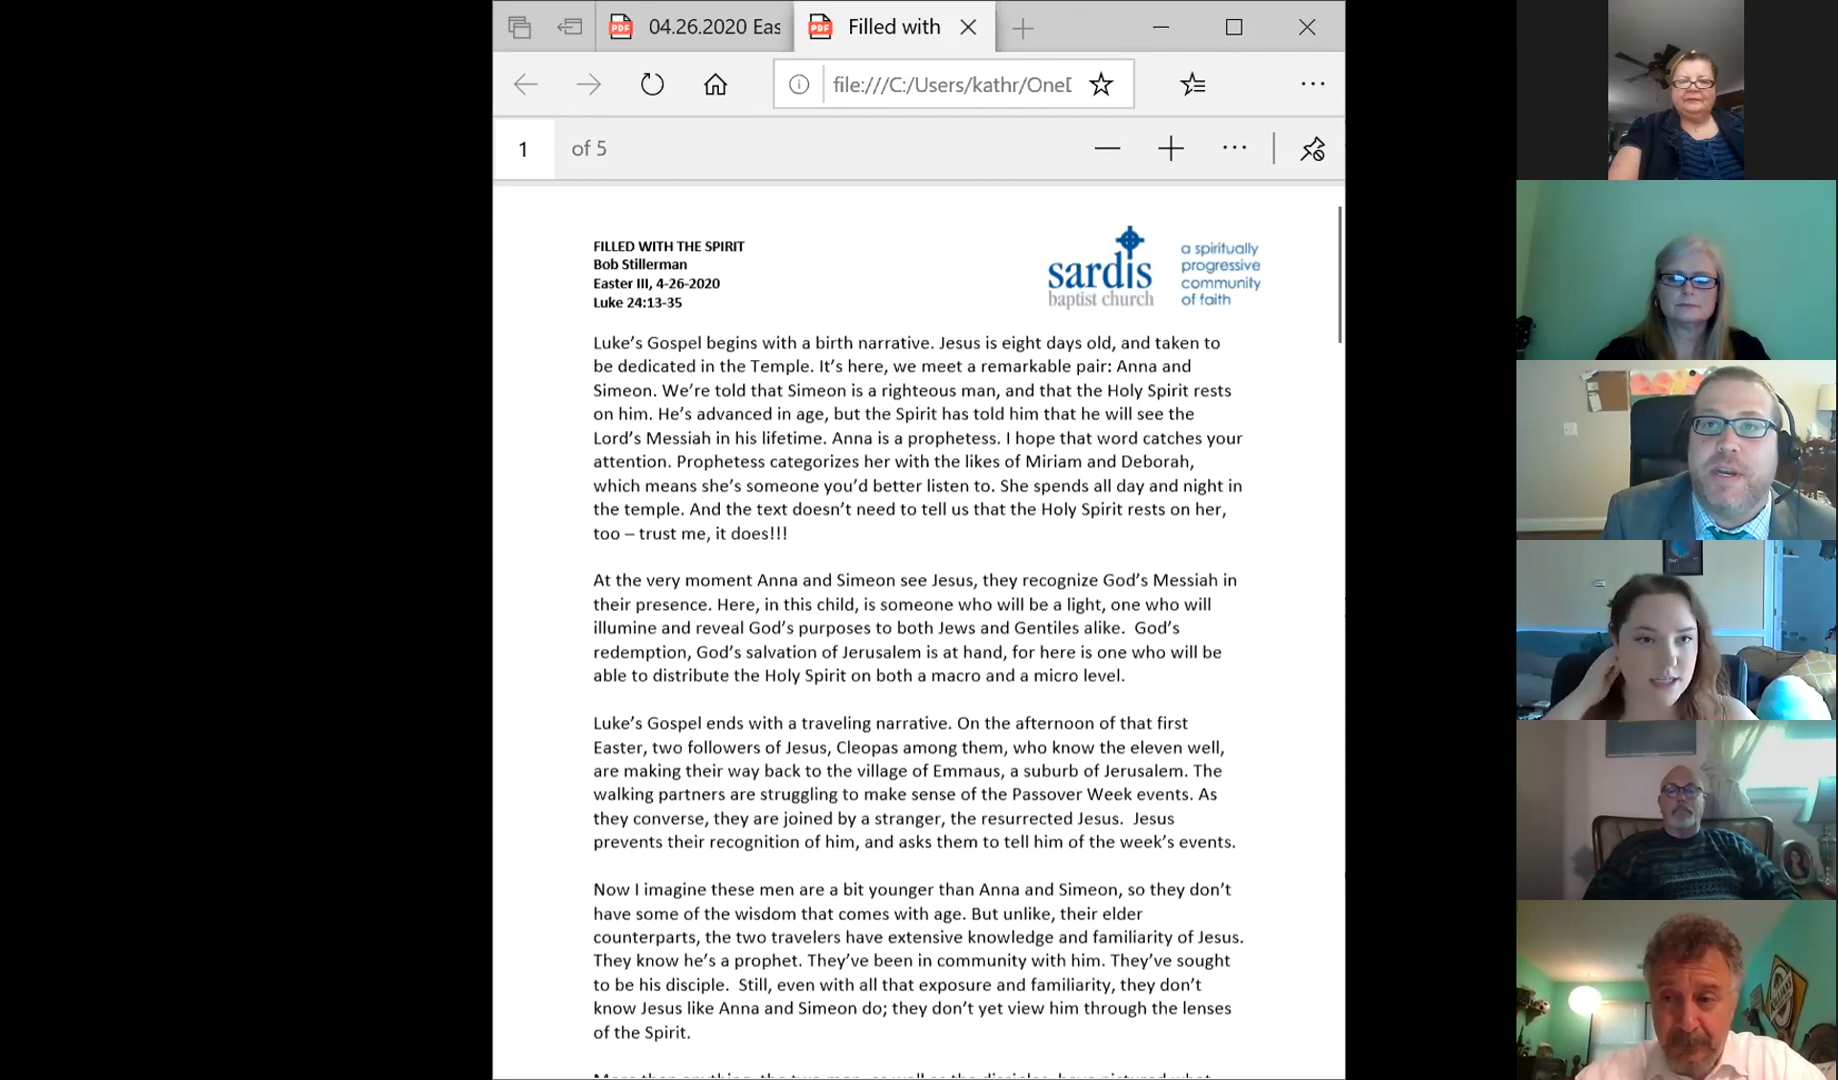 04.26.2020 Eas
Filled with
file:///C:/Users/kathr/OneD
1 of 5
FILLED WITH THE SPIRIT
Bob Stillerman
Easter III, 4-26-2020
Luke 24:13-35
sardis
baptist church
a spiritually
progressive
community
of faith
Luke’s Gospel begins with a birth narrative. Jesus is eight days old, and taken to
be dedicated in the Temple. It’s here, we meet a remarkable pair: Anna and
Simeon. We’re told that Simeon is a righteous man, and that the Holy Spirit rests
on him. He’s advanced in age, but the Spirit has told him that he will see the
Lord’s Messiah in his lifetime. Anna is a prophetess. I hope that word catches your
attention. Prophetess categorizes her with the likes of Miriam and Deborah,
which means she’s someone you’d better listen to. She spends all day and night in
the temple. And the text doesn’t need to tell us that the Holy Spirit rests on her,
too – trust me, it does!!!
At the very moment Anna and Simeon see Jesus, they recognize God’s Messiah in
their presence. Here, in this child, is someone who will be a light, one who will
illumine and reveal God’s purposes to both Jews and Gentiles alike.  God’s
redemption, God’s salvation of Jerusalem is at hand, for here is one who will be
able to distribute the Holy Spirit on both a macro and a micro level.
Luke’s Gospel ends with a traveling narrative. On the afternoon of that first
Easter, two followers of Jesus, Cleopas among them, who know the eleven well,
are making their way back to the village of Emmaus, a suburb of Jerusalem. The
walking partners are struggling to make sense of the Passover Week events. As
they converse, they are joined by a stranger, the resurrected Jesus.  Jesus
prevents their recognition of him, and asks them to tell him of the week’s events.
Now I imagine these men are a bit younger than Anna and Simeon, so they don’t
have some of the wisdom that comes with age. But unlike, their elder
counterparts, the two travelers have extensive knowledge and familiarity of Jesus.
They know he’s a prophet. They’ve been in community with him. They’ve sought
to be his disciple.  Still, even with all that exposure and familiarity, they don’t
know Jesus like Anna and Simeon do; they don’t yet view him through the lenses
of the Spirit.